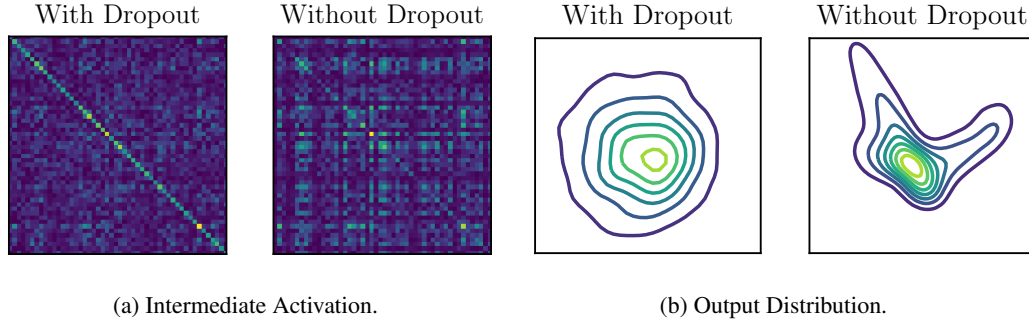 With Dropout
Without Dropout
With Dropout
Without Dropout
(a) Intermediate Activation.
(b) Output Distribution.